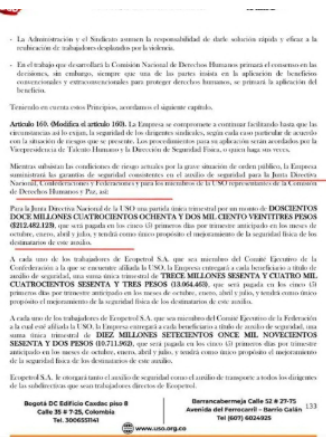 - La Administración y el Sindicato asumen la responsabilidad de darle solución rápida y eficaz a la
reubicación de trabajadores desplazados por la violencia.
- En el trabajo que desarrollará la Comisión Nacional de Derechos Humanos primará el consenso en las
decisiones, sin embargo, siempre que una de las partes insista en la aplicación de beneficios
convencionales y extraconvencionales para proteger derechos humanos, se primará la aplicación del
beneficio.
Teniendo en cuenta estos Principios, acordamos el siguiente capítulo.
Artículo 160. (Modifica el artículo 160). La Empresa se compromete a continuar facilitando hasta que las
circunstancias así lo exijan, la seguridad de los dirigentes sindicales, según cada caso particular de acuerdo
con la situación de riesgos que se presente. Los procedimientos para su aplicación serán acordados por la
Vicepresidencia de Talento Humano y la Dirección de Seguridad Física, o quien haga sus veces.
Mientras subsistan las condiciones de riesgo actuales por la grave situación de orden público, la Empresa
suministrará las garantías de seguridad consistentes en el auxilio de seguridad para la Junta Directiva
Nacional, Confederaciones y Federaciones y para los miembros de la USO representantes de la Comisión
de Derechos Humanos y Paz, así:
Para la Junta Directiva Nacional de la USO una partida única trimestral por un monto de DOSCIENTOS
DOCE MILLONES CUATROCIENTOS OCHENTA Y DOS MIL CIENTO VEINTITRES PESOS
($212.482.123), que será pagada en los cinco (5) primeros días por trimestre anticipado en los meses de
octubre, enero, abril y julio, y tendrá como único propósito el mejoramiento de la seguridad física de los
destinatarios de este auxilio.
A cada uno de los trabajadores de Ecopetrol S.A. que sea miembro del Comité Ejecutivo de la
Confederación a la que se encuentre afiliada la USO, la Empresa entregará a cada beneficiario a título de
auxilio de seguridad, una suma única trimestral de TRECE MILLONES SESENTA Y CUATRO MIL
CUATROCIENTOS SESENTA Y TRES PESOS (13.064.463), que será pagada en los cinco (5)
primeros días por trimestre anticipado en los meses de octubre, enero, abril y julio, y tendrá como único
propósito el mejoramiento de la seguridad física de los destinatarios de este auxilio.
A cada uno de los trabajadores de Ecopetrol S.A. que sea miembro del Comité Ejecutivo de la Federación
a la cual esté afiliada la USO, la Empresa entregará a cada beneficiario a título de auxilio de seguridad, una
suma única trimestral de DIEZ MILLONES SETECIENTOS ONCE MIL NOVECIENTOS
SESENTA Y DOS PESOS (10.711.962), que será pagada en los cinco (5) primeros días por trimestre
anticipado en los meses de octubre, enero, abril y julio, y tendrá como único propósito el mejoramiento de
la seguridad física de los destinatarios de este auxilio.
Ecopetrol S.A. le otorgará tanto el auxilio de seguridad como el auxilio de transporte a todos los dirigentes
de las subdirectivas que sean trabajadores directos de Ecopetrol.
133
Bogotá DC Edificio Caxdac piso 8
Calle 35 # 7-25, Colombia
Tel. 3006551141
Barrancabermeja Calle 52 # 27-75
Avenida del Ferrocarril - Barrio Galán
Tel (607) 6024925
www.uso.org.co